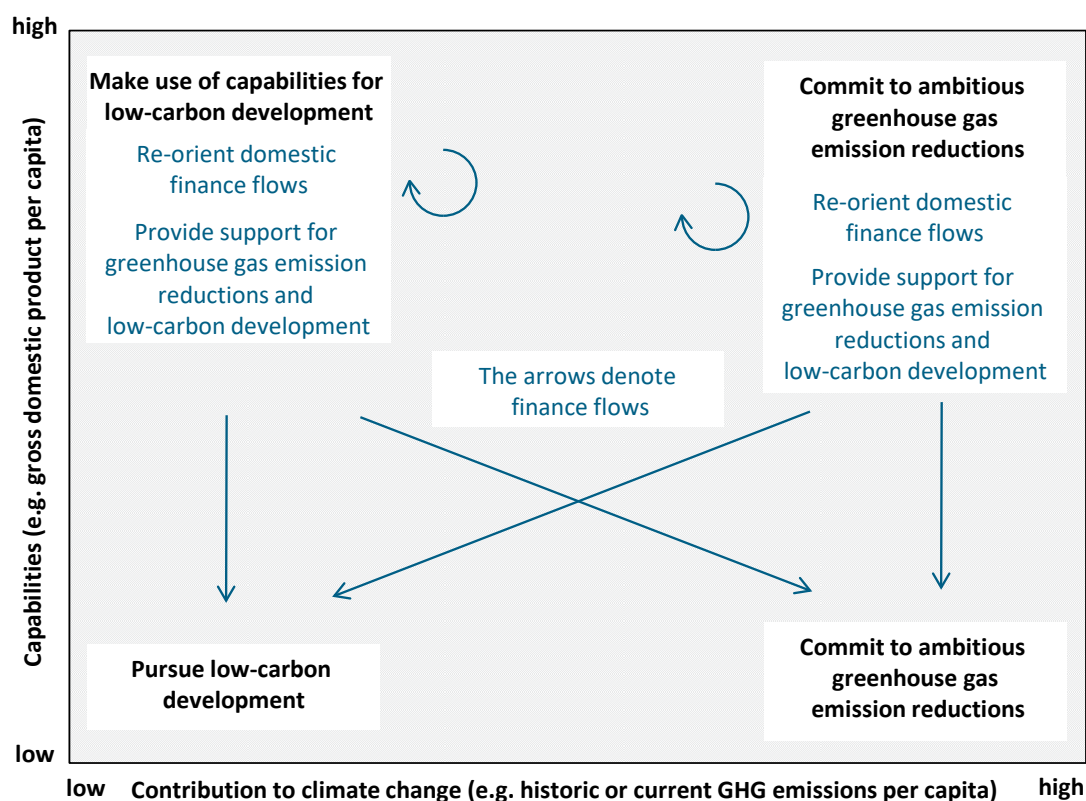 high
Capabilities (e.g. gross domestic product per capita)
Make use of capabilities for
low-carbon development
Re-orient domestic
finance flows
Provide support for
greenhouse gas emission
reductions and
low-carbon development
Commit to ambitious
greenhouse gas
emission reductions
Re-orient domestic
finance flows
Provide support for
greenhouse gas emission
reductions and
low-carbon development
The arrows denote
finance flows
Pursue low-carbon
development
Commit to ambitious
greenhouse gas
emission reductions
low
low
Contribution to climate change (e.g. historic or current GHG emissions per capita)
high